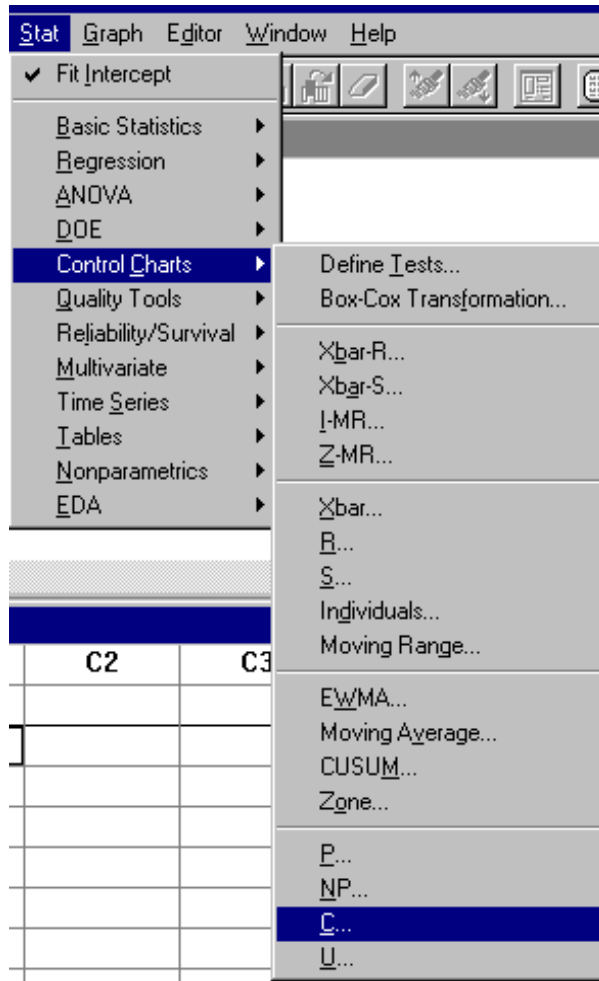 Stat Graph Editor Window Help
✔ Fit Intercept
Basic Statistics
Regression
ANOVA
DOE
Control Charts
Quality Tools
Reliability/Survival
Multivariate
Time Series
Tables
Nonparametrics
EDA
Define Tests...
Box-Cox Transformation...
Xbar-R...
Xbar-S...
I-MR...
Z-MR...
Xbar...
R...
S...
Individuals...
Moving Range...
EWMA...
Moving Average...
CUSUM...
Zone...
P...
NP...
C...
U...
C2 C3